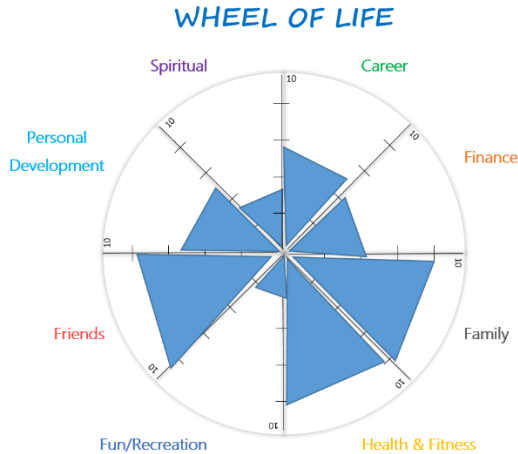 WHEEL OF LIFE
Spiritual
Career
10
10
10
Personal
Development
Finance
10
10
Friends
Family
10
10
10
Fun/Recreation
Health & Fitness